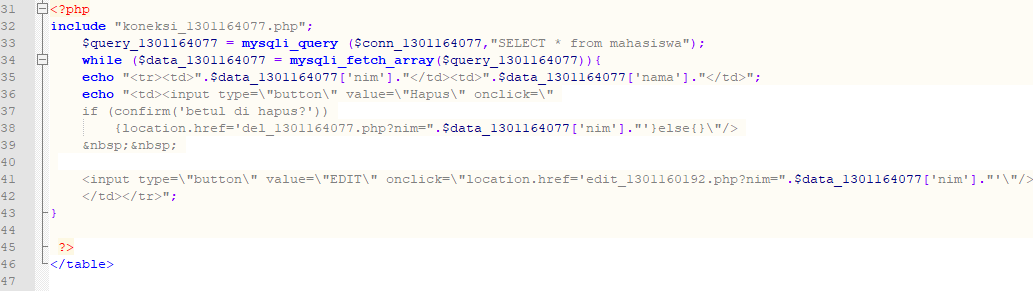 31 <?php
32 include "koneksi_1301164077.php";
33 $query_1301164077 = mysqli_query ($conn_1301164077,"SELECT * from mahasiswa");
34 while ($data_1301164077 = mysqli_fetch_array($query_1301164077)){
35 echo "<tr><td>".$data_1301164077['nim']."</td><td>".$data_1301164077['nama']."</td>";
36 echo "<td><input type=\"button\" value=\"Hapus\" onclick=\"
37 if (confirm('betul di hapus?'))
38 {location.href='del_1301164077.php?nim=".$data_1301164077['nim']."'}else{}\"/>
39 &nbsp;&nbsp;
40
41 <input type=\"button\" value=\"EDIT\" onclick=\"location.href='edit_1301160192.php?nim=".$data_1301164077['nim']."'\"/>
42 </td></tr>";
43 }
44
45 ?>
46 </table>
47